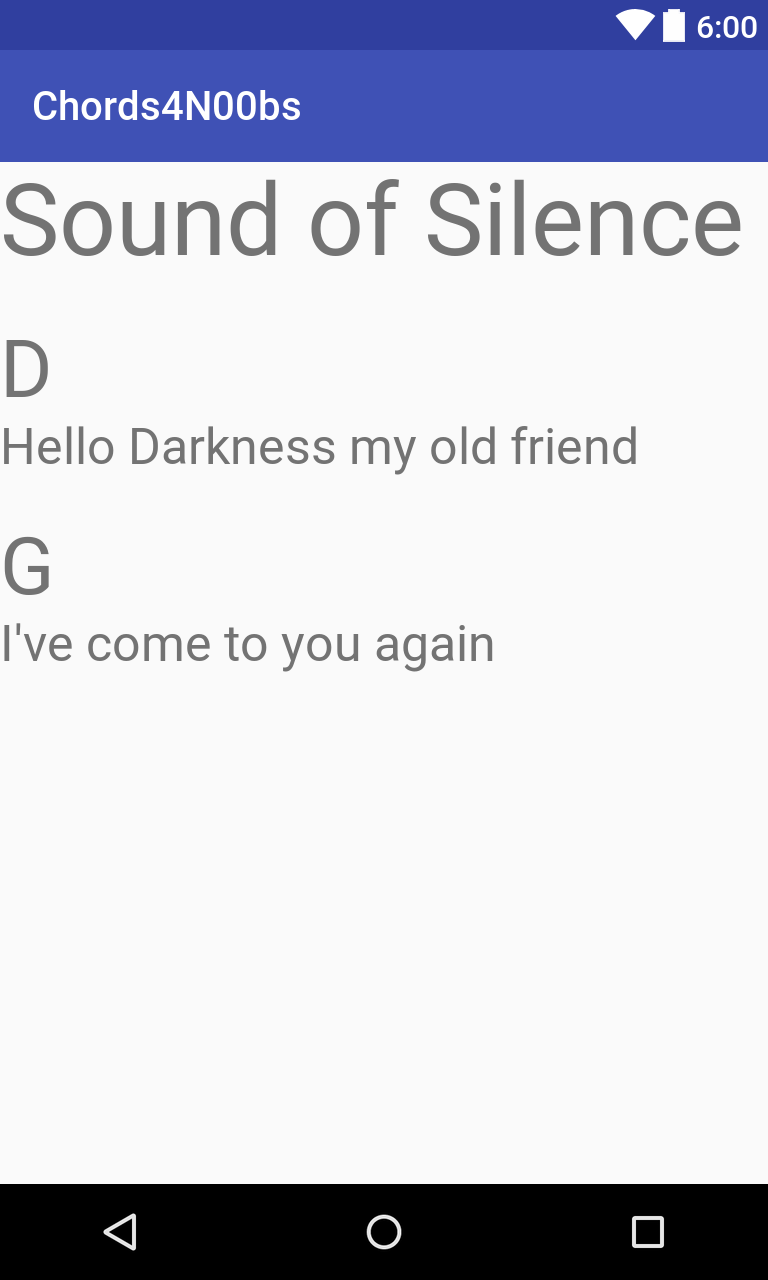 6:00
Chords4N00bs
Sound of Silence
D
Hello Darkness my old friend
G
I've come to you again